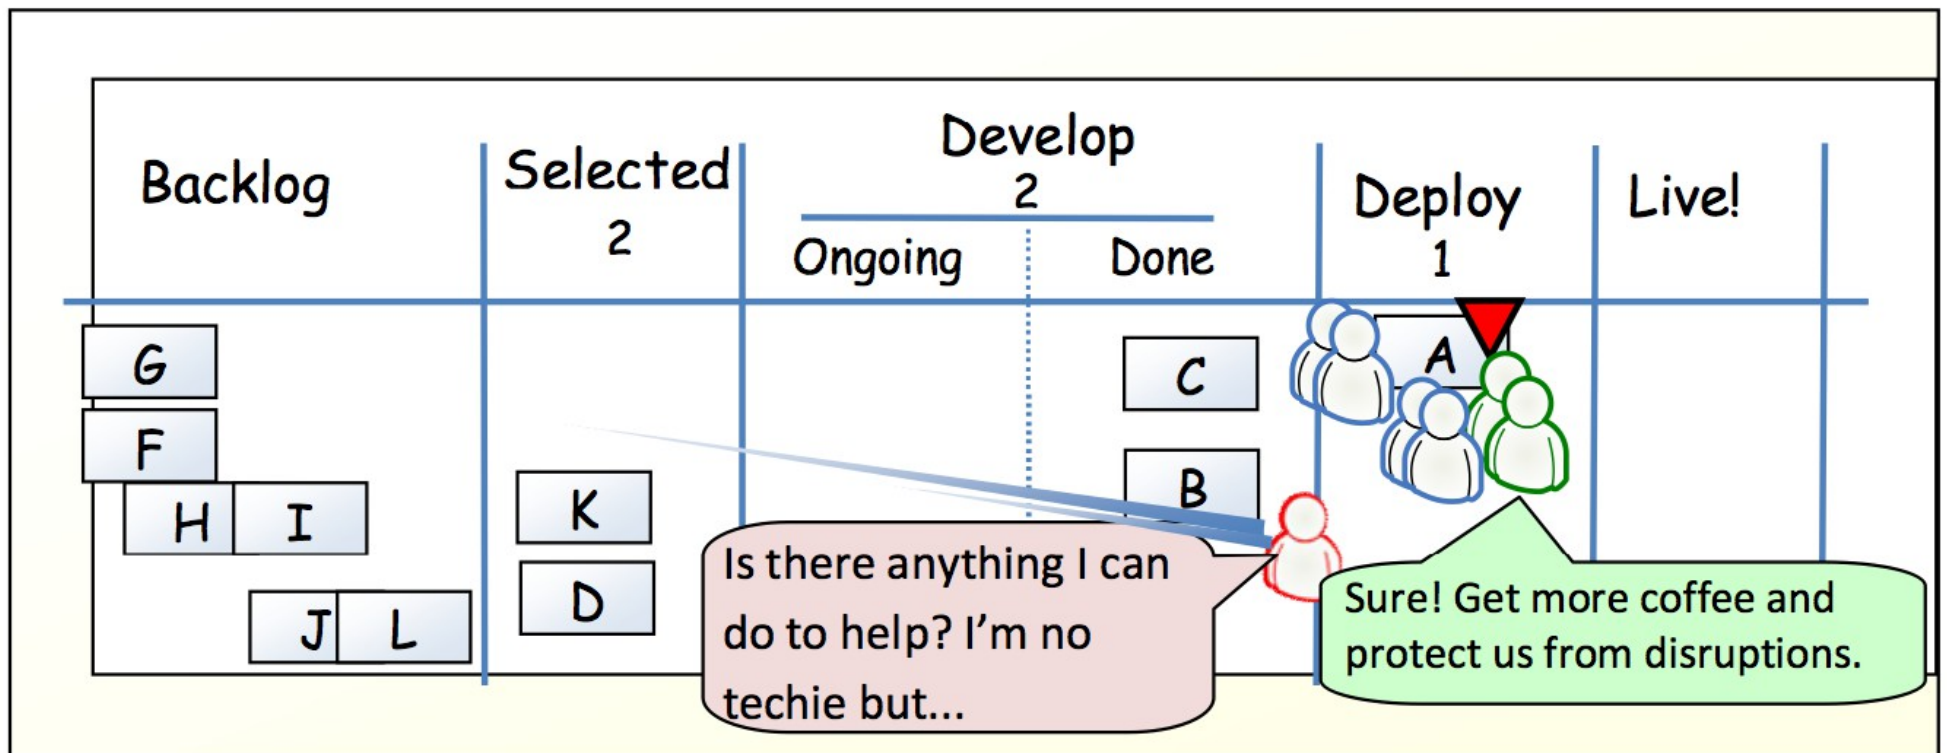 Backlog
Selected
2
Develop
2
Ongoing
Done
Deploy
1
Live!
G
F
H
I
J
L
K
D
C
B
A
Is there anything I can
do to help? I’m no
techie but...
Sure! Get more coffee and
protect us from disruptions.